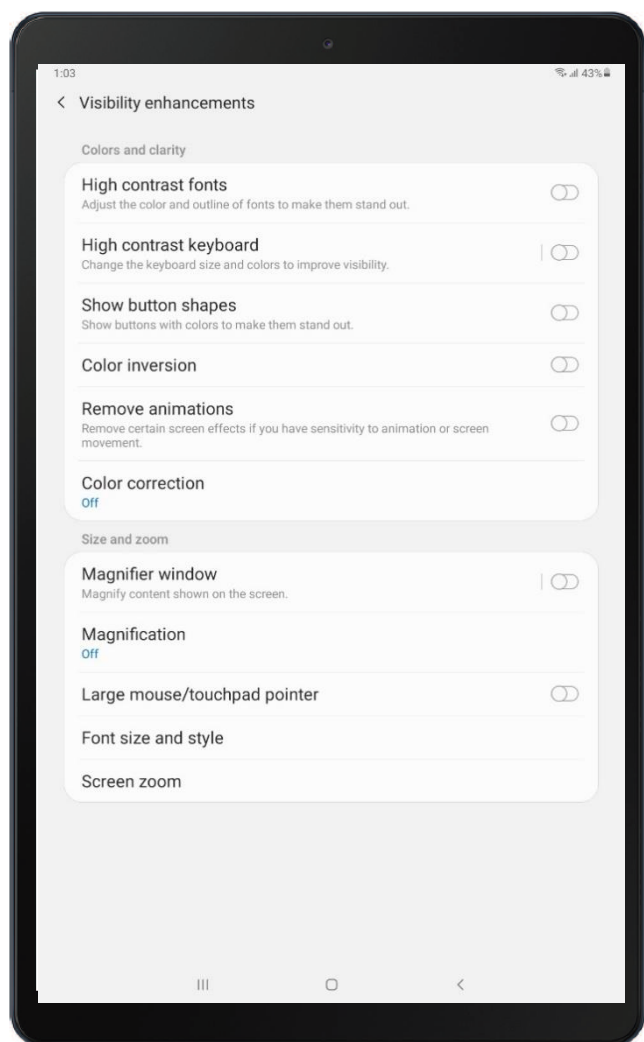 1:03
43%
Visibility enhancements
Colors and clarity
High contrast fonts
Adjust the color and outline of fonts to make them stand out.
High contrast keyboard
Change the keyboard size and colors to improve visibility.
Show button shapes
Show buttons with colors to make them stand out.
Color inversion
Remove animations
Remove certain screen effects if you have sensitivity to animation or screen
movement.
Color correction
Off
Size and zoom
Magnifier window
Magnify content shown on the screen.
Magnification
Off
Large mouse/touchpad pointer
Font size and style
Screen zoom